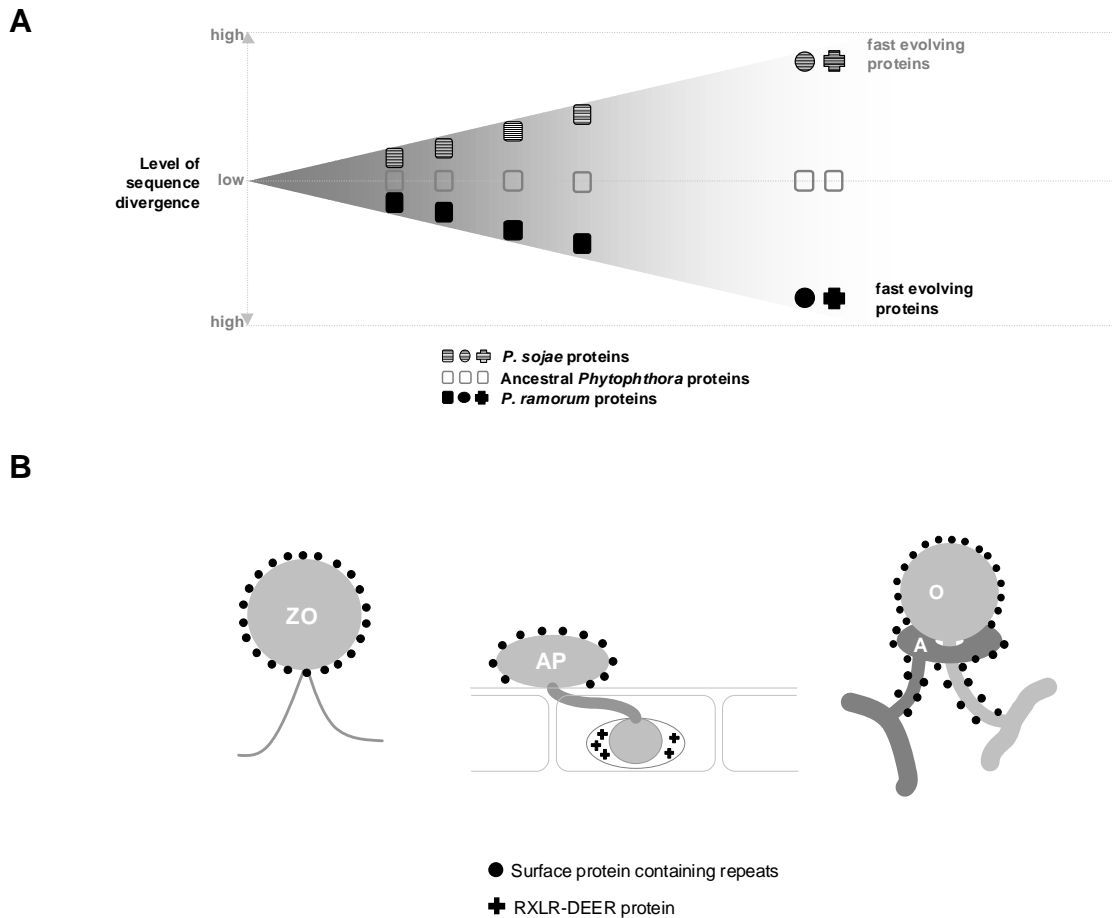 A
high
fast evolving
proteins
Level of
sequence
divergence
low
fast evolving
proteins
high
P. sojae proteins
Ancestral Phytophthora proteins
P. ramorum proteins
B
ZO
AP
O
A
Surface protein containing repeats
RXLR-DEER protein